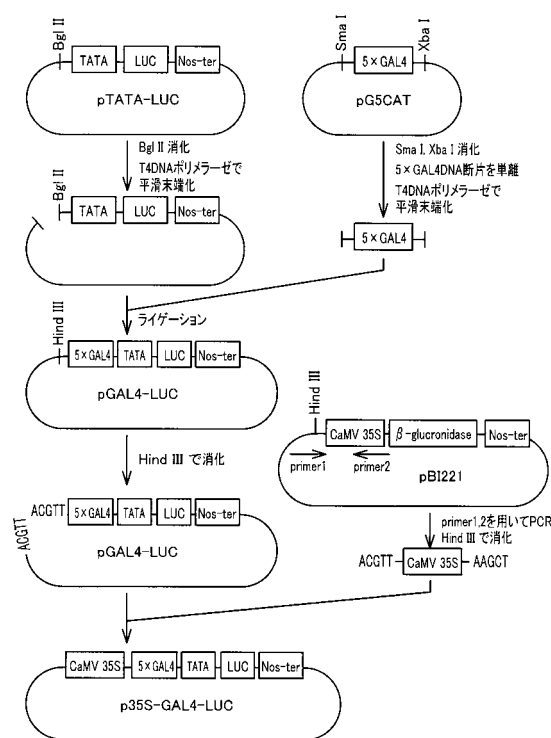 Bgl II
TATA
LUC
Nos-ter
pTATA-LUC
Sma I
5×GAL4
Xba I
pG5CAT
Bgl II 消化
T4DNAポリメラーゼで
平滑末端化
Sma I, Xba I 消化
5×GALDNA断片を単離
T4DNAポリメラーゼで
平滑末端化
Bgl II
TATA
LUC
Nos-ter
5×GAL4
ライゲーション
Hind III
5×GAL4
TATA
LUC
Nos-ter
pGAL4-LUC
Hind III で消化
Hind III
CaMV 35S
β-glucronidase
Nos-ter
primer1
primer2
pBI221
primer1,2を用いてPCR
Hind III で消化
ACGTT
5×GAL4
TATA
LUC
Nos-ter
ACGTT
pGAL4-LUC
ACGTT
CaMV 35S
AAGCT
CaMV 35S
5×GAL4
TATA
LUC
Nos-ter
p35S-GAL4-LUC